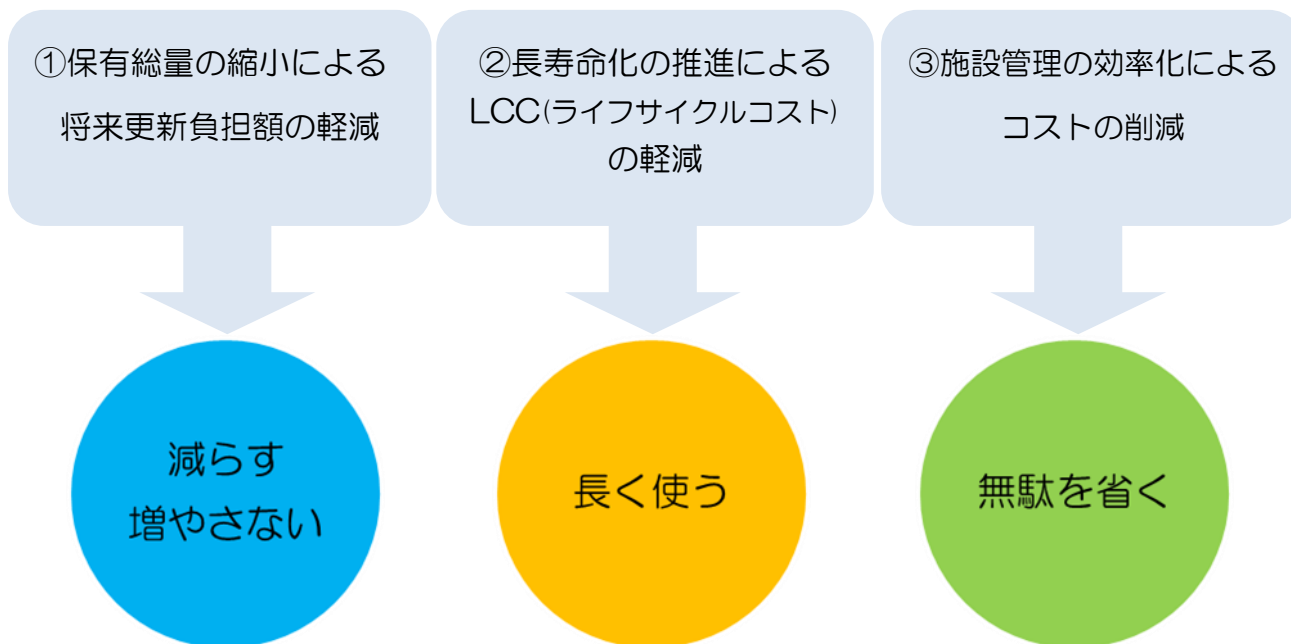 ①保有総量の縮小による
将来更新負担額の軽減
②長寿命化の推進による
LCC(ライフサイクルコスト)
の軽減
③施設管理の効率化による
コストの削減
減らす
増やさない
長く使う
無駄を省く